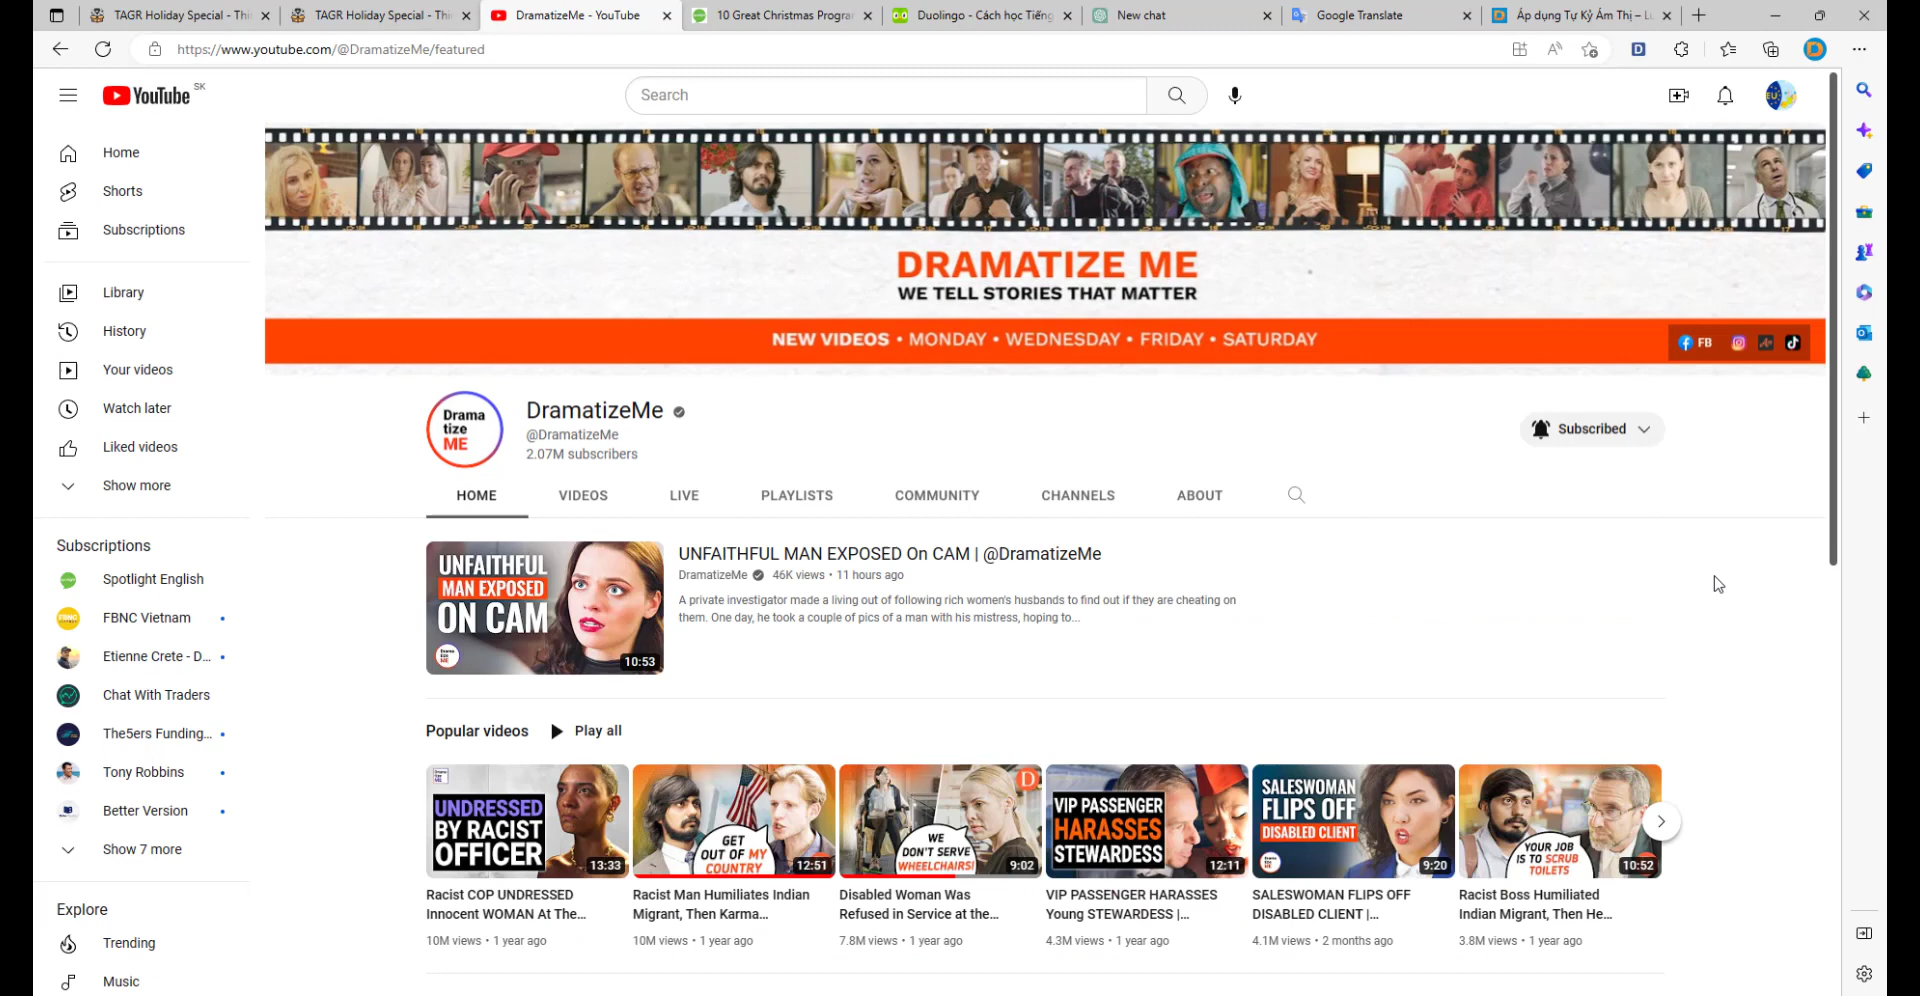 TAGR Holiday Special - Thi
TAGR Holiday Special - Thi
DramatizeMe - YouTube
10 Great Christmas Progra
Duolingo - Cách học Tiếng
New chat
Google Translate
Áp dụng Tự Kỷ Ám Thị – L
https://www.youtube.com/@DramatizeMe/featured
YouTube SK
Search
Home
Shorts
Subscriptions
Library
History
Your videos
Watch later
Liked videos
Show more
Subscriptions
Spotlight English
FBNC Vietnam
Etienne Crete - D...
Chat With Traders
The5ers Funding...
Tony Robbins
Better Version
Show 7 more
Explore
Trending
Music
DRAMATIZE ME
WE TELL STORIES THAT MATTER
NEW VIDEOS • MONDAY • WEDNESDAY • FRIDAY • SATURDAY
FB
Drama
tize
ME
DramatizeMe
@DramatizeMe
2.07M subscribers
Subscribed
HOME
VIDEOS
LIVE
PLAYLISTS
COMMUNITY
CHANNELS
ABOUT
UNFAITHFUL
MAN EXPOSED
ON CAM
10:53
UNFAITHFUL MAN EXPOSED On CAM | @DramatizeMe
DramatizeMe 46K views • 11 hours ago
A private investigator made a living out of following rich women's husbands to find out if they are cheating on
them. One day, he took a couple of pics of a man with his mistress, hoping to...
Popular videos
Play all
UNDRESSED
BY RACIST
OFFICER
13:33
Racist COP UNDRESSED
Innocent WOMAN At The...
10M views • 1 year ago
GET
OUT OF MY
COUNTRY
12:51
Racist Man Humiliates Indian
Migrant, Then Karma...
10M views • 1 year ago
D
WE
DON'T SERVE
WHEELCHAIRS!
9:02
Disabled Woman Was
Refused in Service at the...
7.8M views • 1 year ago
VIP PASSENGER
HARASSES
STEWARDESS
12:11
VIP PASSENGER HARASSES
Young STEWARDESS |...
4.3M views • 1 year ago
SALESWOMAN
FLIPS OFF
DISABLED CLIENT
9:20
SALESWOMAN FLIPS OFF
DISABLED CLIENT |...
4.1M views • 2 months ago
YOUR JOB
IS TO SCRUB
TOILETS
10:52
Racist Boss Humiliated
Indian Migrant, Then He...
3.8M views • 1 year ago